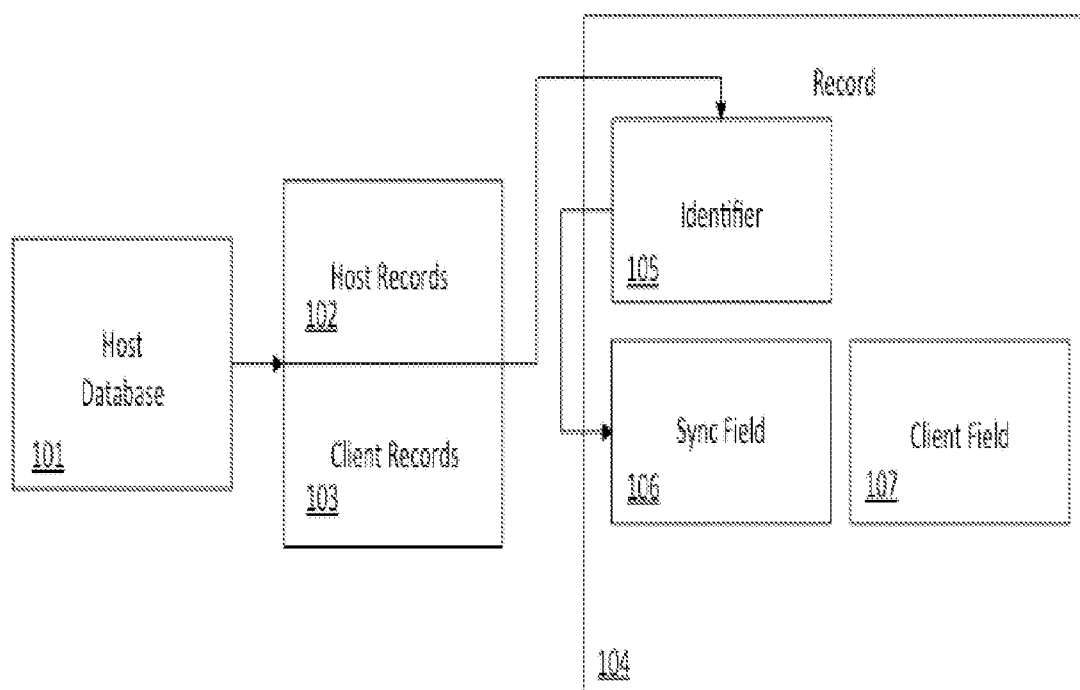 Record
Identifier
105
Host Records
102
Host
Database
101
Client Records
103
Sync Field
106
Client Field
107
104